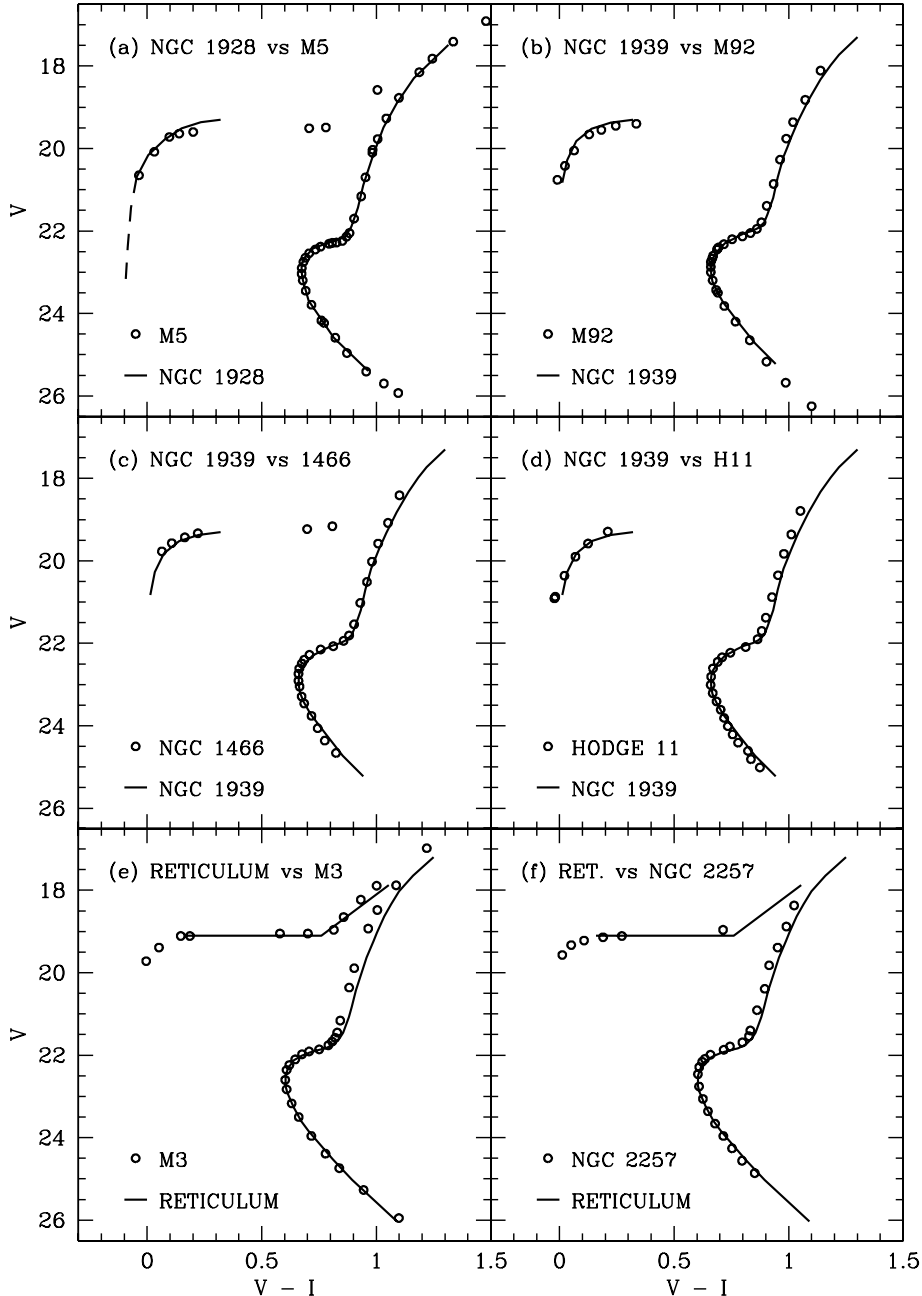 (a) NGC 1928 vs M5
(b) NGC 1939 vs M92
18
20
V
22
24
26
M5
NGC 1928
M92
NGC 1939
(c) NGC 1939 vs 1466
(d) NGC 1939 vs H11
18
20
V
22
24
26
NGC 1466
NGC 1939
HODGE 11
NGC 1939
(e) RETICULUM vs M3
(f) RET. vs NGC 2257
18
20
V
22
24
26
M3
RETICULUM
NGC 2257
RETICULUM
0 0.5 1 0 0.5 1 1.5
V – I V – I